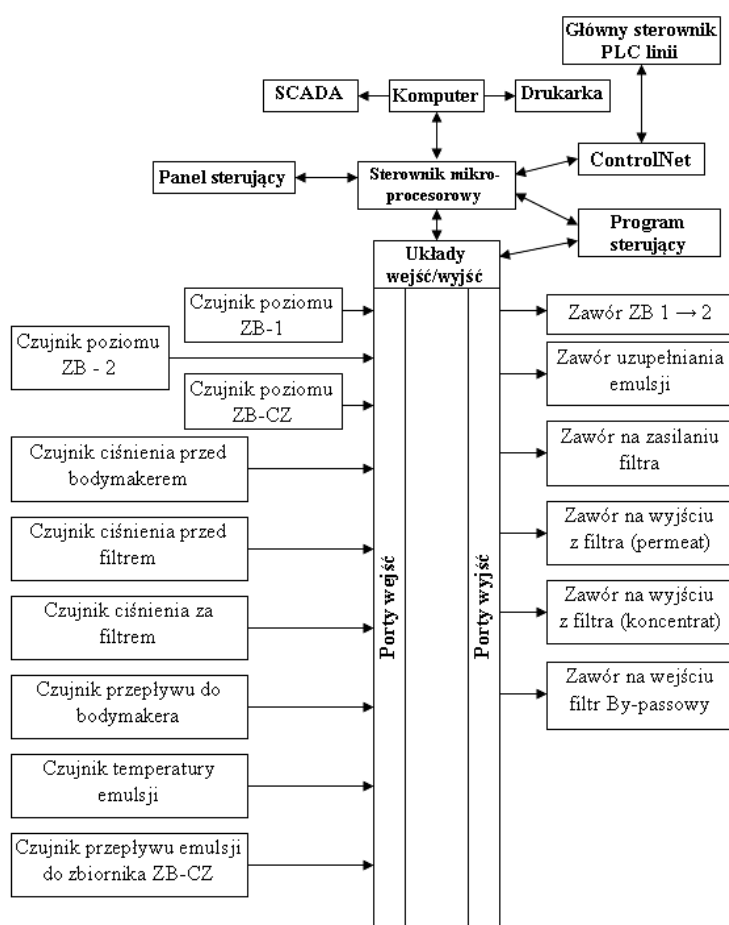 Główny sterownik
PLC linii
SCADA
Komputer
Drukarka
ControlNet
Panel sterujący
Sterownik mikro-
procesorowy
Program
sterujący
Układy
wejść/wyjść
Czujnik poziomu
ZB-1
Czujnik poziomu
ZB - 2
Czujnik poziomu
ZB-CZ
Czujnik ciśnienia przed
bodymakerem
Czujnik ciśnienia przed
filtrem
Czujnik ciśnienia za
filtrem
Czujnik przepływu do
bodymakera
Czujnik temperatury
emulsji
Czujnik przepływu emulsji
do zbiornika ZB-CZ
Porty wejść
Porty wyjść
Zawór ZB 1 → 2
Zawór uzupełniania
emulsji
Zawór na zasilaniu
filtra
Zawór na wyjściu
z filtra (permeat)
Zawór na wyjściu
z filtra (koncentrat)
Zawór na wejściu
filtr By-passowy